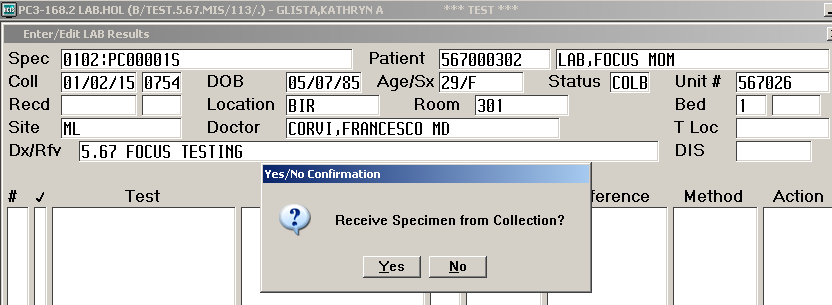 PC3-168.2 LAB.HOL (B/TEST.5.67.MIS/113/.) - GLISTA,KATHRYN A *** TEST ***
Enter/Edit LAB Results
Spec 0102:PC00001S Patient 567000302 LAB,FOCUS MOM
Coll 01/02/15 0754 DOB 05/07/85 Age/Sx 29/F Status COLB Unit # 567026
Recd Location BIR Room 301 Bed 1
Site ML Doctor CORVI,FRANCESCO MD T Loc
Dx/Rfv 5.67 FOCUS TESTING DIS
Yes/No Confirmation
# ✓ Test ference Method Action
Receive Specimen from Collection?
Yes No